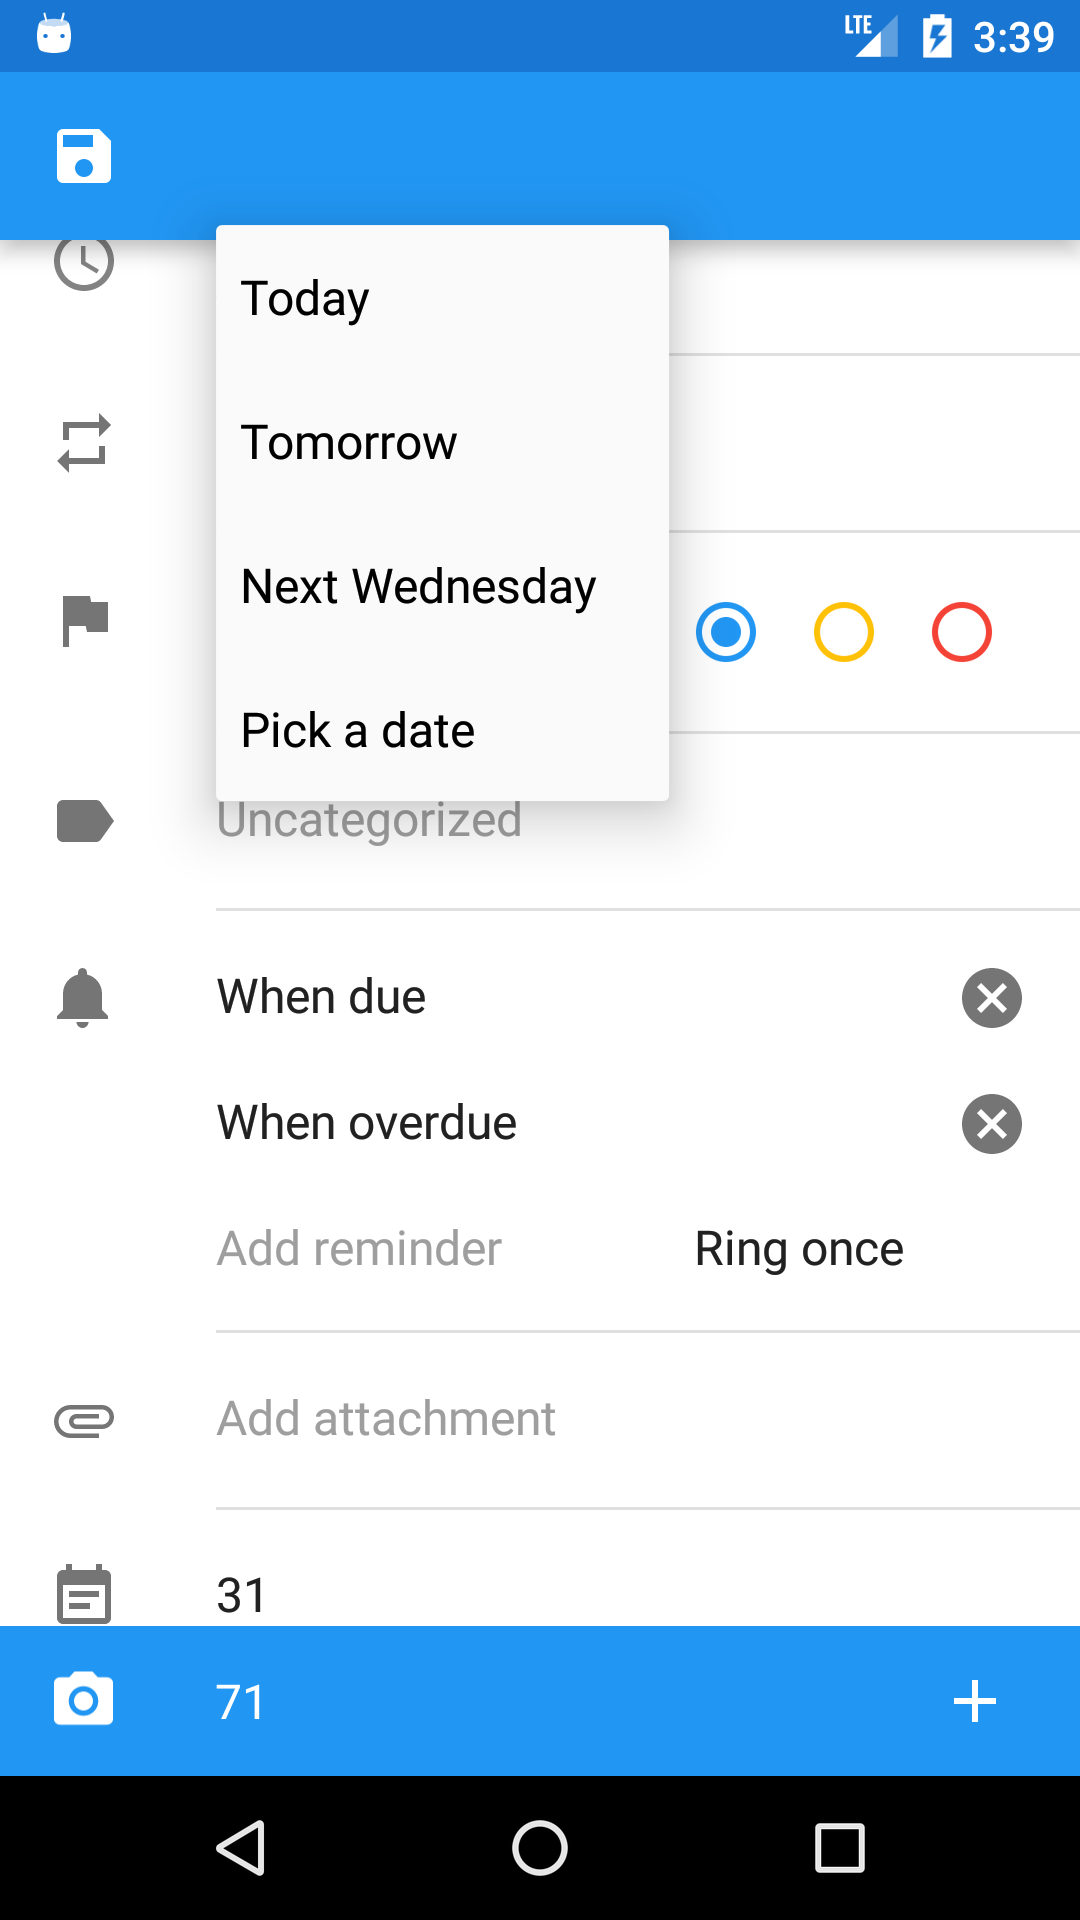 LTE 3:39
Today
Tomorrow
Next Wednesday
Pick a date
Uncategorized
When due
When overdue
Add reminder Ring once
Add attachment
31
71